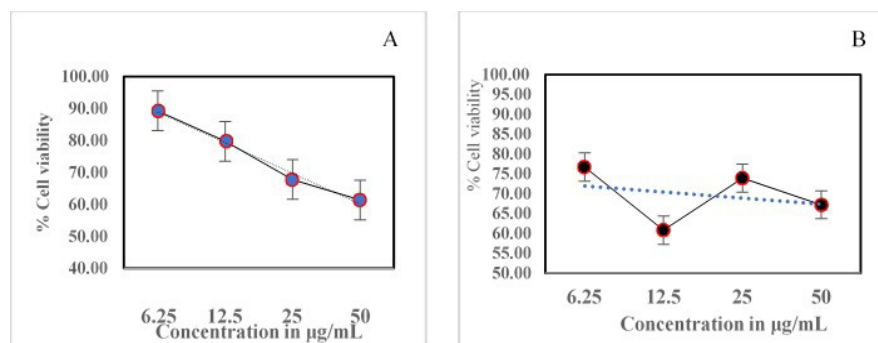 A
% Cell viability
100.00
90.00
80.00
70.00
60.00
50.00
40.00
6.25 12.5 25 50
Concentration in µg/mL
B
% Cell viability
100.00
95.00
90.00
85.00
80.00
75.00
70.00
65.00
60.00
55.00
50.00
6.25 12.5 25 50
Concentration in µg/mL